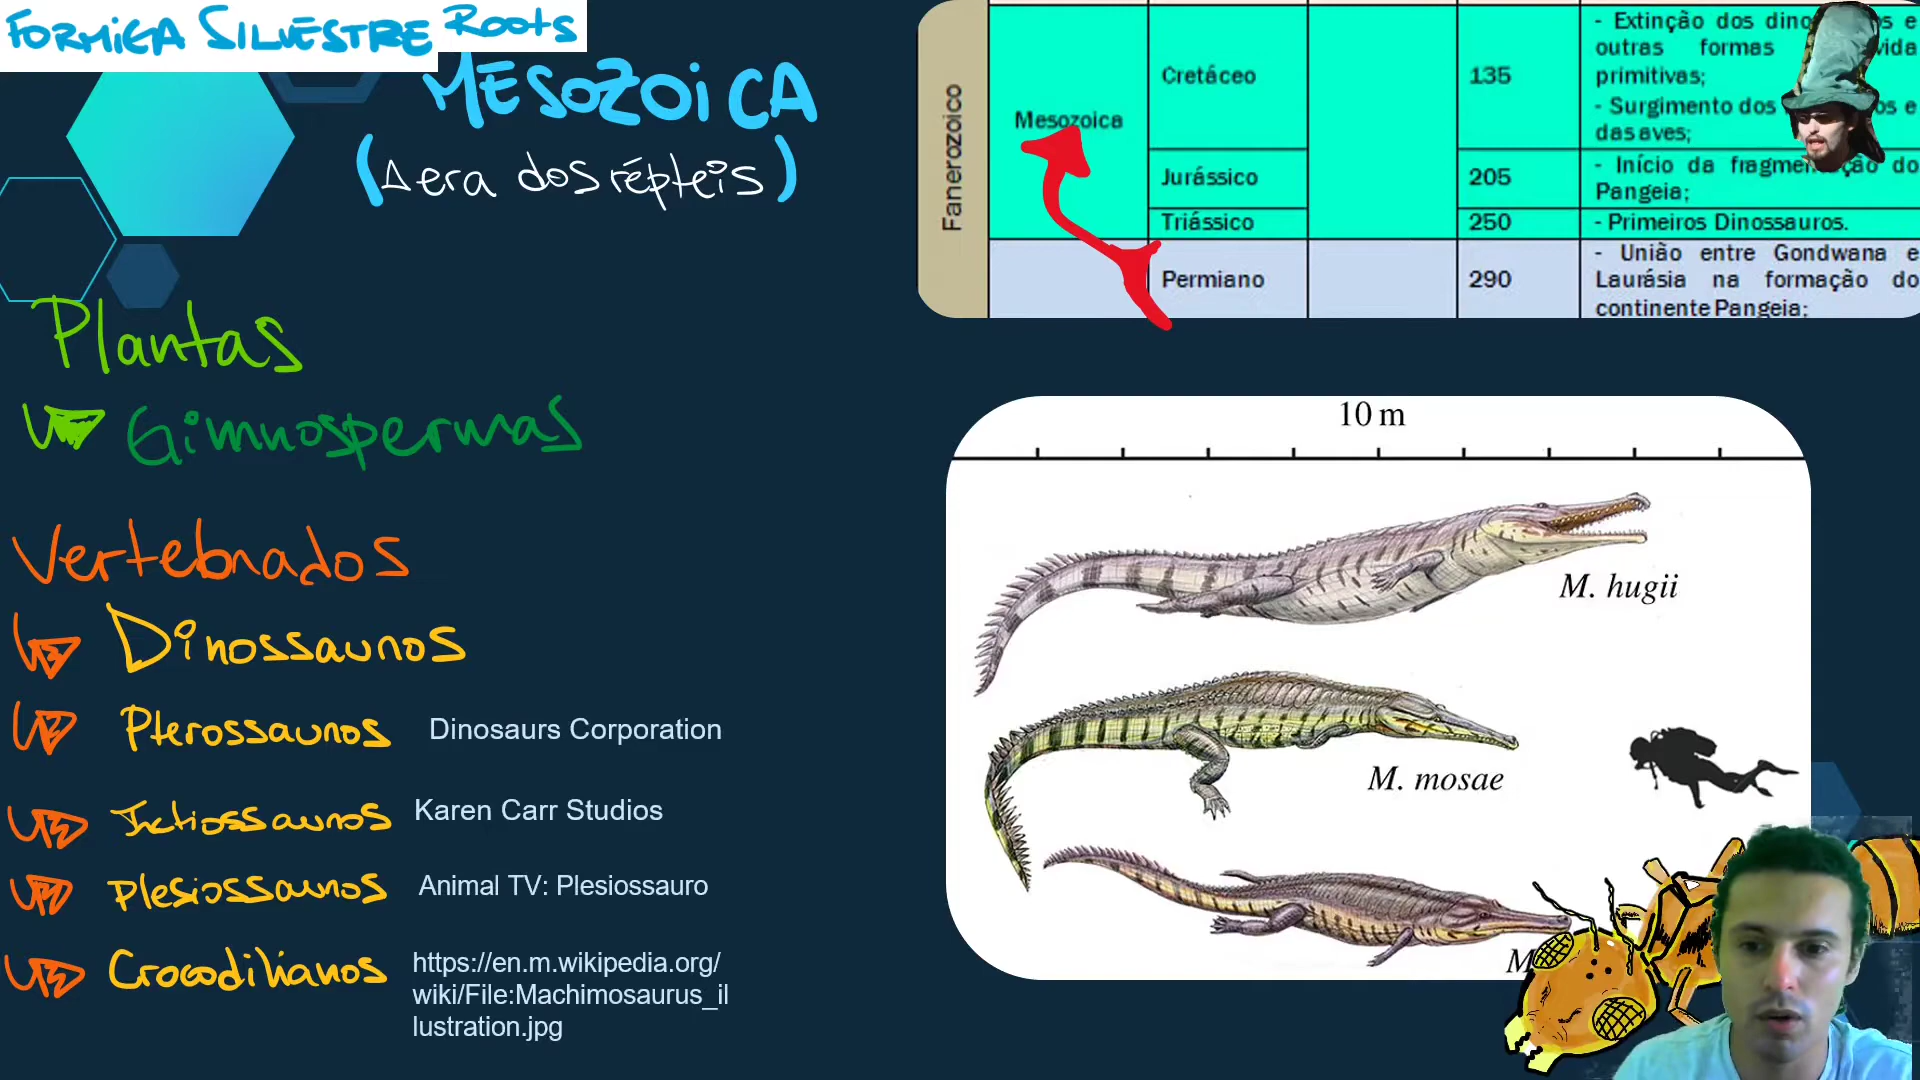 FORMIGA SILVESTRE Roots
MESOZOICA
(A era dos répteis)
Plantas
Gimnospermas
Vertebrados
Dinossauros
Pterossauros
Dinosaurs Corporation
Ictiossauros
Karen Carr Studios
Plesiossauros
Animal TV: Plesiossauro
Crocodilianos
https://en.m.wikipedia.org/
wiki/File:Machimosaurus_il
lustration.jpg
Fanerozoico
Mesozoica
Cretáceo
135
- Extinção dos
outras formas vida
primitivas;
- Surgimento dos e
das aves;
Jurássico
205
- Início da do
Pangeia;
Triássico
250
- Primeiros Dinossauros.
Permiano
290
- União entre Gondwana e
Laurásia na formação do
continente Pangeia;
10 m
M. hugii
M. mosae
M